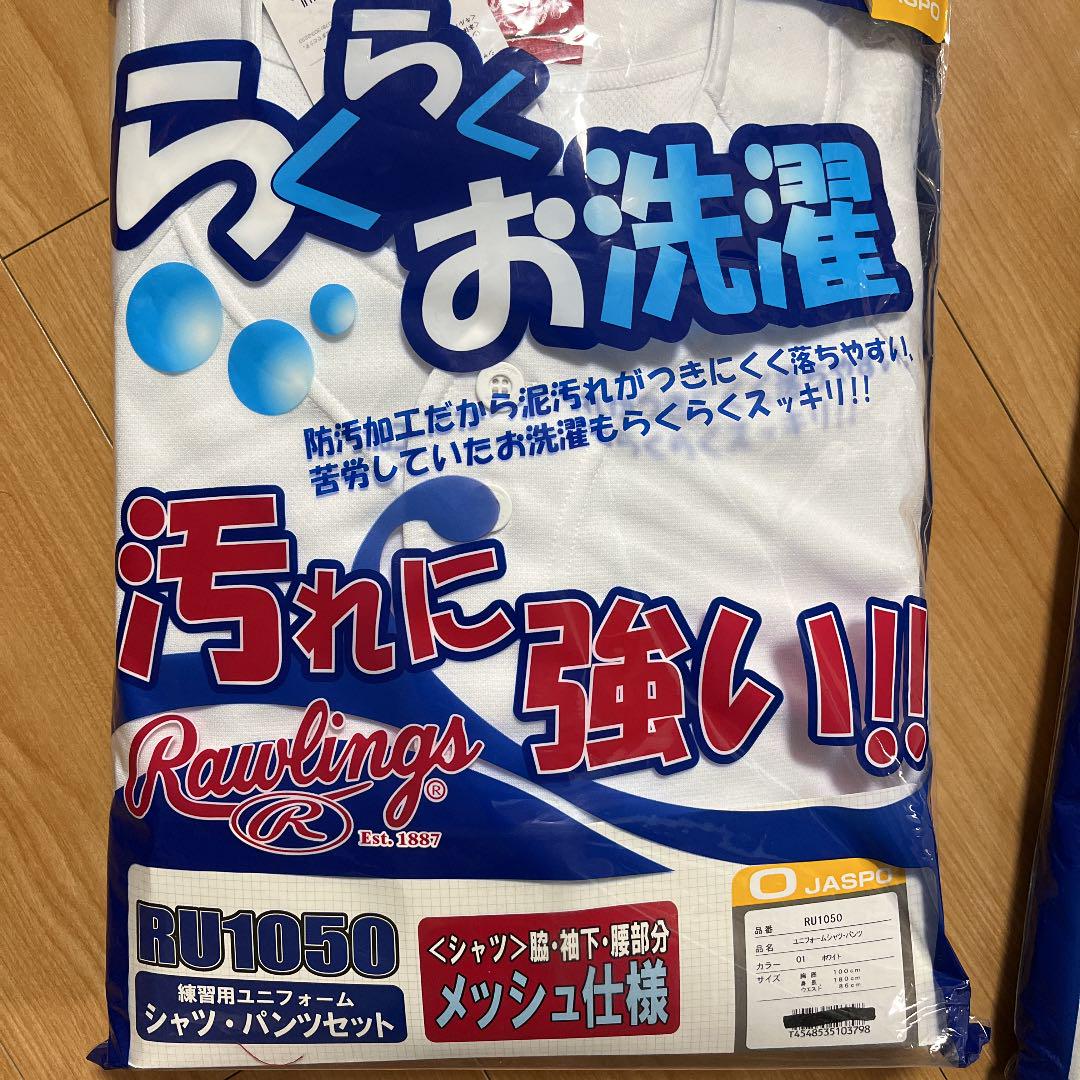 JASPO
らくらく
お洗濯
防汚加工だから泥汚れがつきにくく落ちやすい、
苦労していたお洗濯もらくらくスッキリ!!
汚れに
強い!!
Rawlings®
R
Est. 1887
RU1050
練習用ユニフォーム
シャツ・パンツセット
<シャツ>脇・袖下・腰部分
メッシュ仕様
O JASPO
品番 RU1050
品名 ユニフォームシャツ・パンツ
カラー 01 ホワイト
サイズ 胸囲 100cm
身長 180cm
ウエスト 86cm
T4548535103798